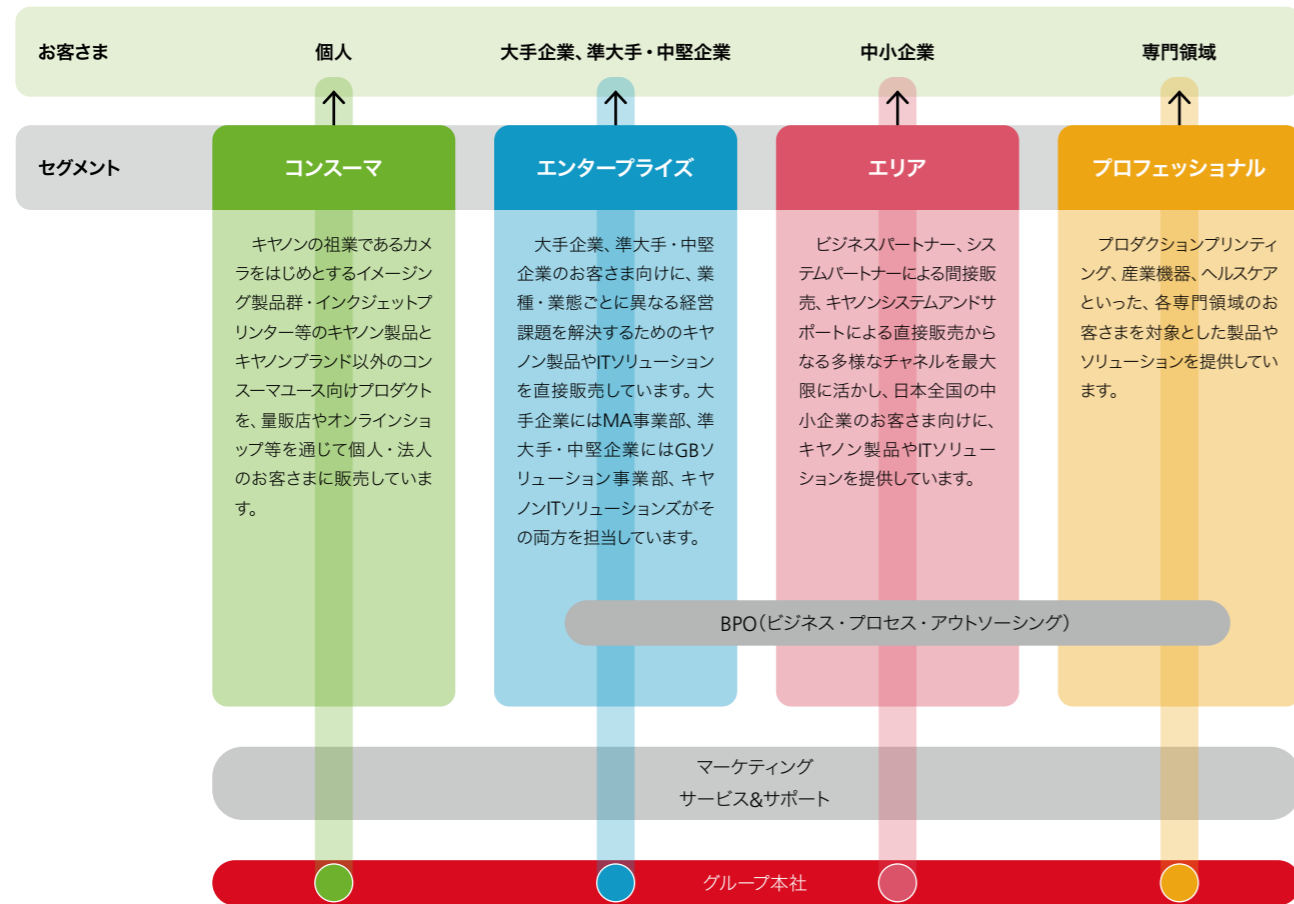 お客さま
個人
大手企業、準大手・中堅企業
中小企業
専門領域
セグメント
コンスーマ
エンタープライズ
エリア
プロフェッショナル
キヤノンの祖業であるカメ
ラをはじめとするイメージン
グ製品群・インクジェットプ
リンター等のキヤノン製品と
キヤノンブランド以外のコン
スーマユース向けプロダクト
を、量販店やオンラインショ
ップ等を通じて個人・法人
のお客さまに販売していま
す。
大手企業、準大手・中堅
企業のお客さま向けに、業
種・業態ごとに異なる経営
課題を解決するためのキヤ
ノン製品やITソリューション
を直接販売しています。大
手企業にはMA事業部、準
大手・中堅企業にはGBソ
リューション事業部、キヤ
ノンITソリューションズがそ
の両方を担当しています。
ビジネスパートナー、シス
テムパートナーによる間接販
売、キヤノンシステムアンドサ
ポートによる直接販売から
なる多様なチャネルを最大
限に活かし、日本全国の中
小企業のお客さま向けに、
キヤノン製品やITソリュー
ションを提供しています。
プロダクションプリンティ
ング、産業機器、ヘルスケア
といった、各専門領域のお
客さまを対象とした製品や
ソリューションを提供してい
ます。
BPO(ビジネス・プロセス・アウトソーシング)
マーケティング
サービス&サポート
グループ本社